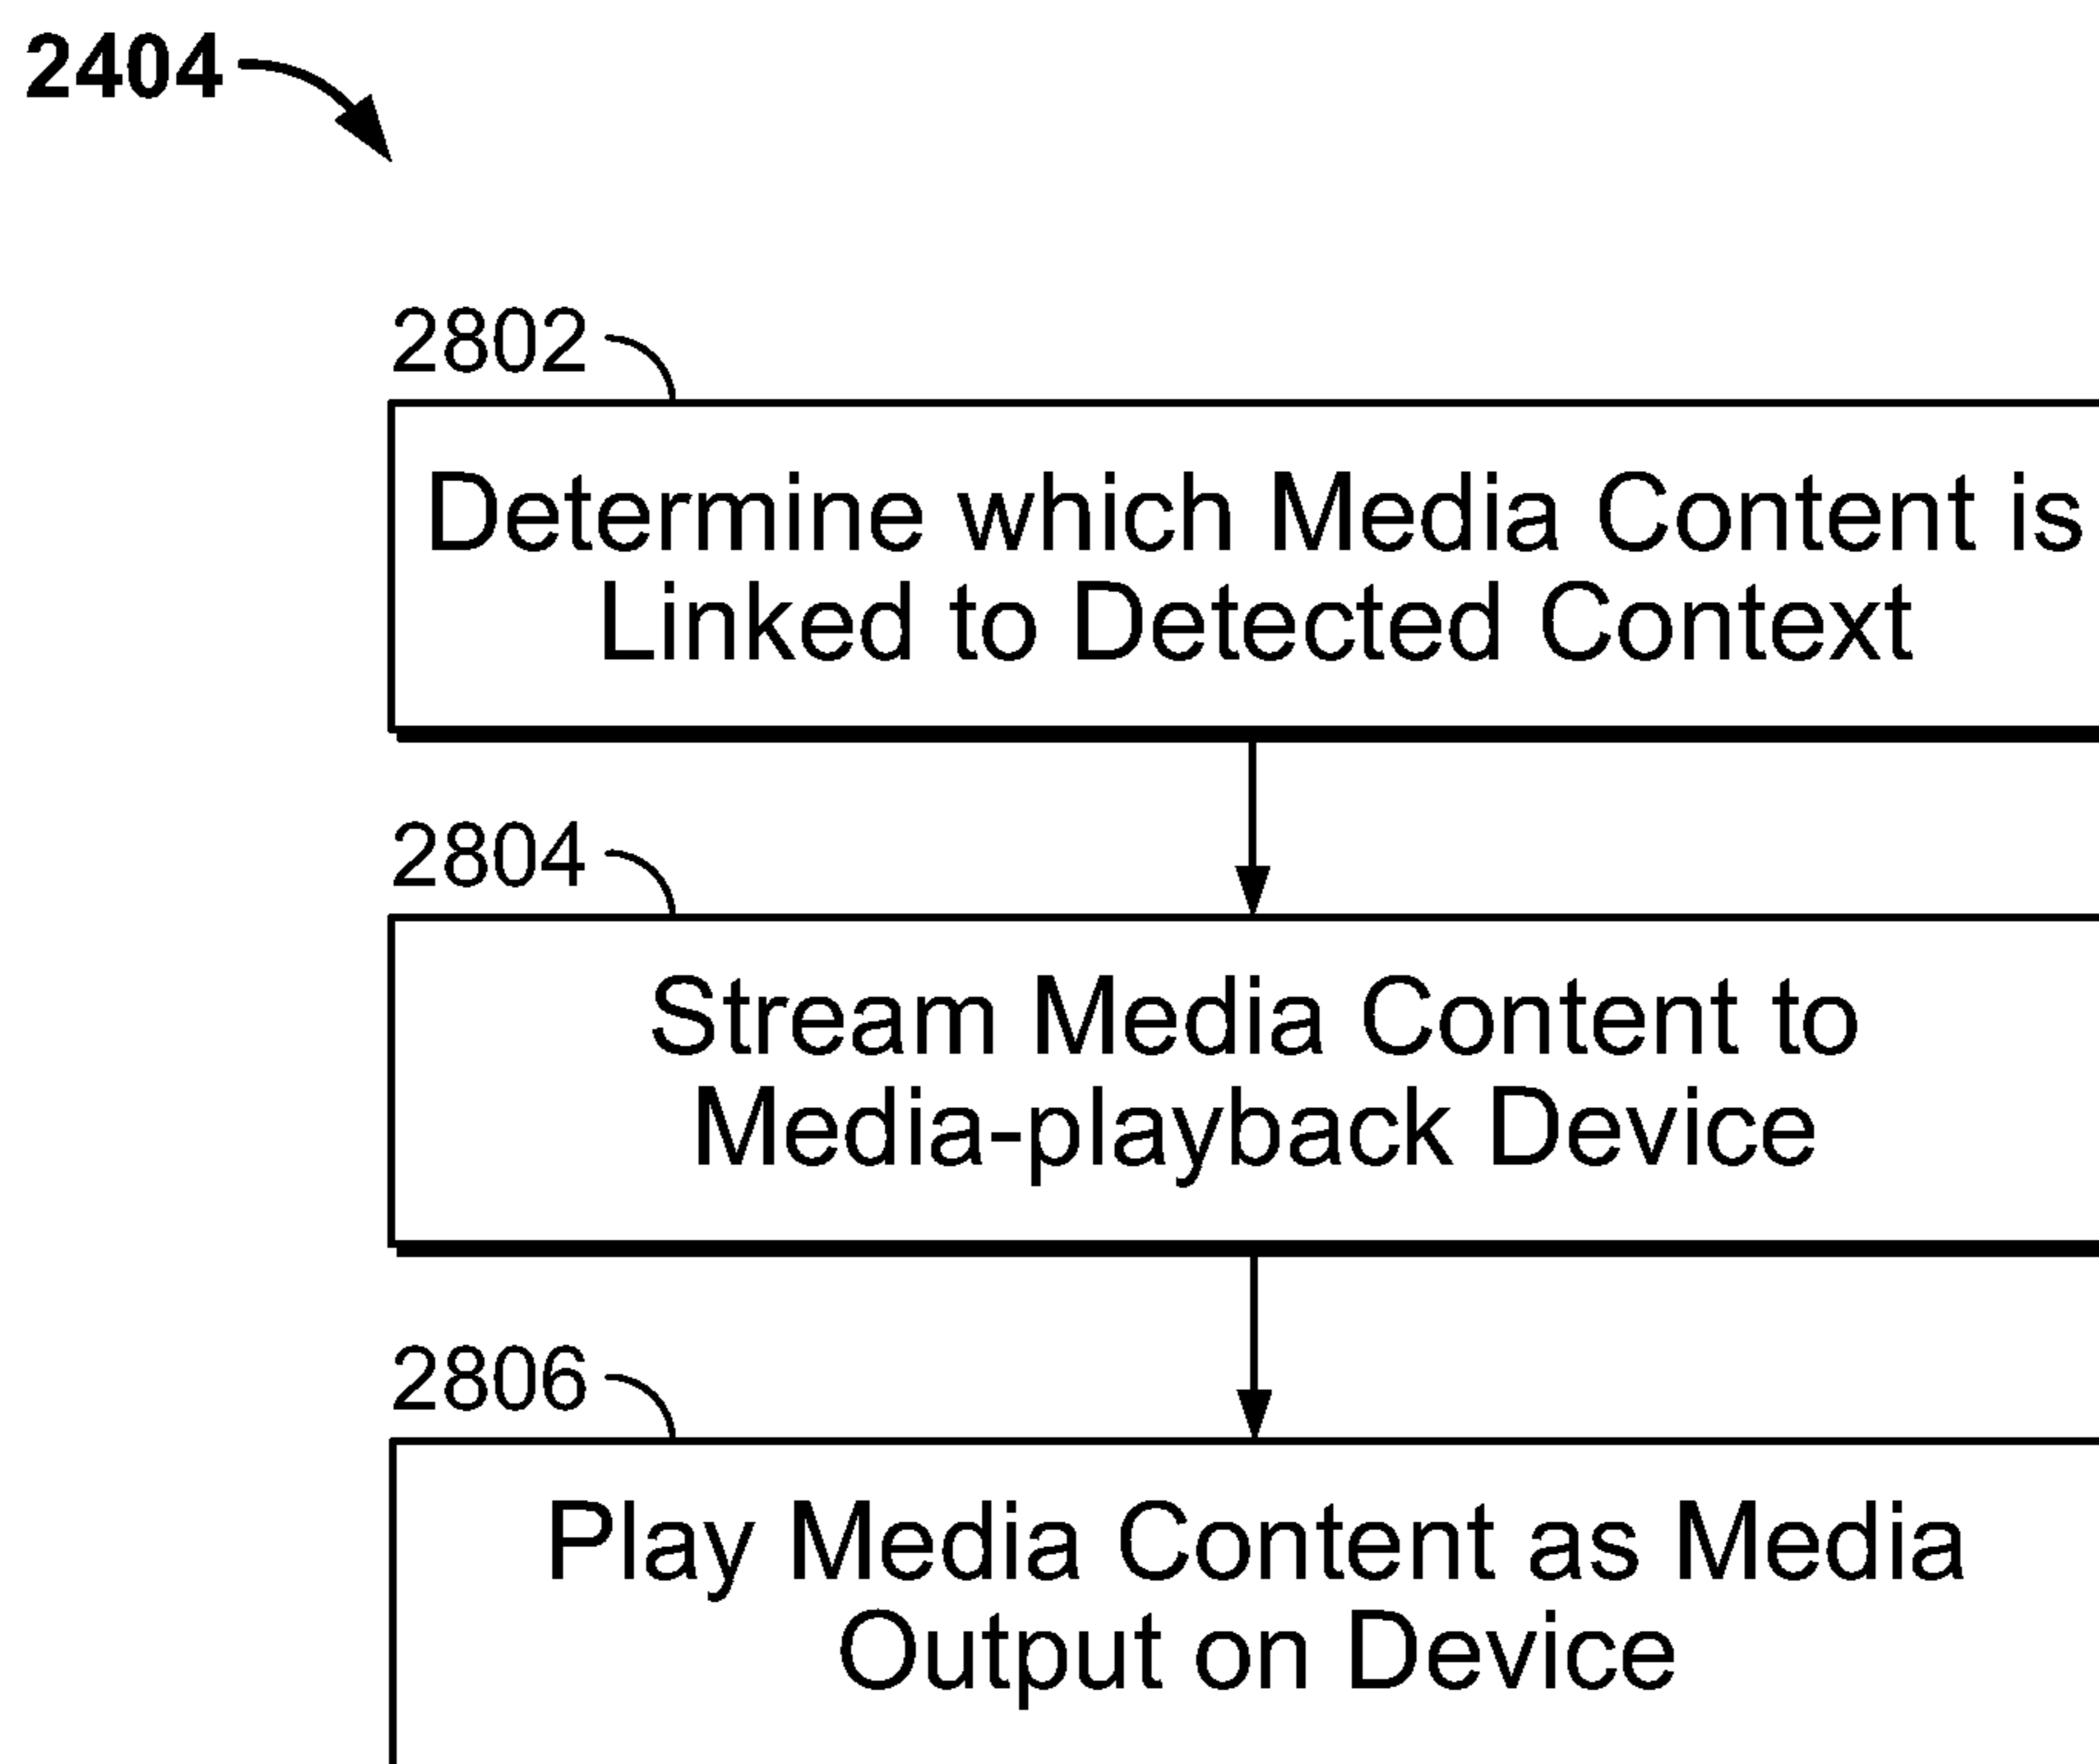 2404
2802
Determine which Media Content is
Linked to Detected Context
2804
Stream Media Content to
Media-playback Device
2806
Play Media Content as Media
Output on Device